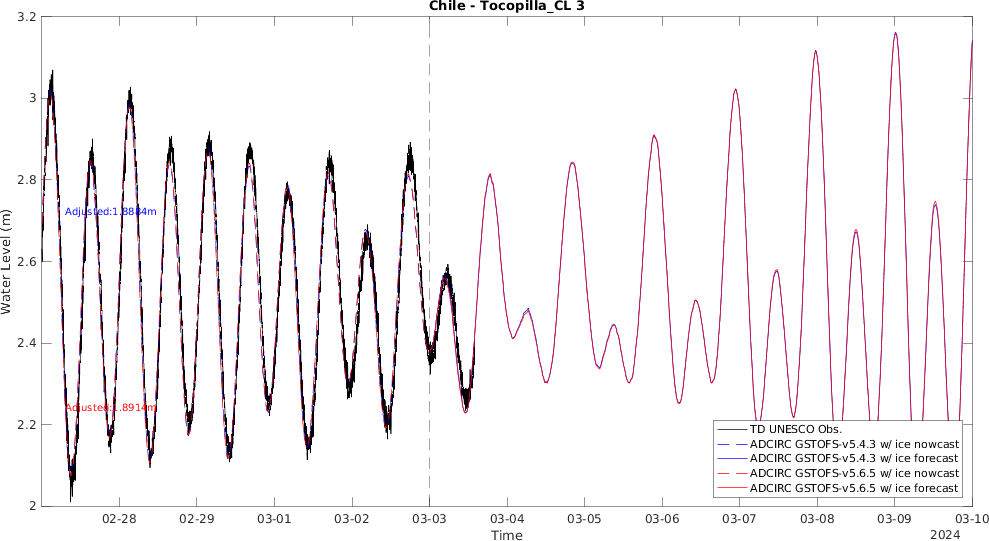 Chile - Tocopilla_CL 3
Water Level (m)
3.2
3
2.8
2.6
2.4
2.2
2
Adjusted:1.8884m
Adjusted:1.8914m
TD UNESCO Obs.
ADCIRC GSTOFS-v5.4.3 w/ ice nowcast
ADCIRC GSTOFS-v5.4.3 w/ ice forecast
ADCIRC GSTOFS-v5.6.5 w/ ice nowcast
ADCIRC GSTOFS-v5.6.5 w/ ice forecast
02-28 02-29 03-01 03-02 03-03 03-04 03-05 03-06 03-07 03-08 03-09 03-10
Time
2024